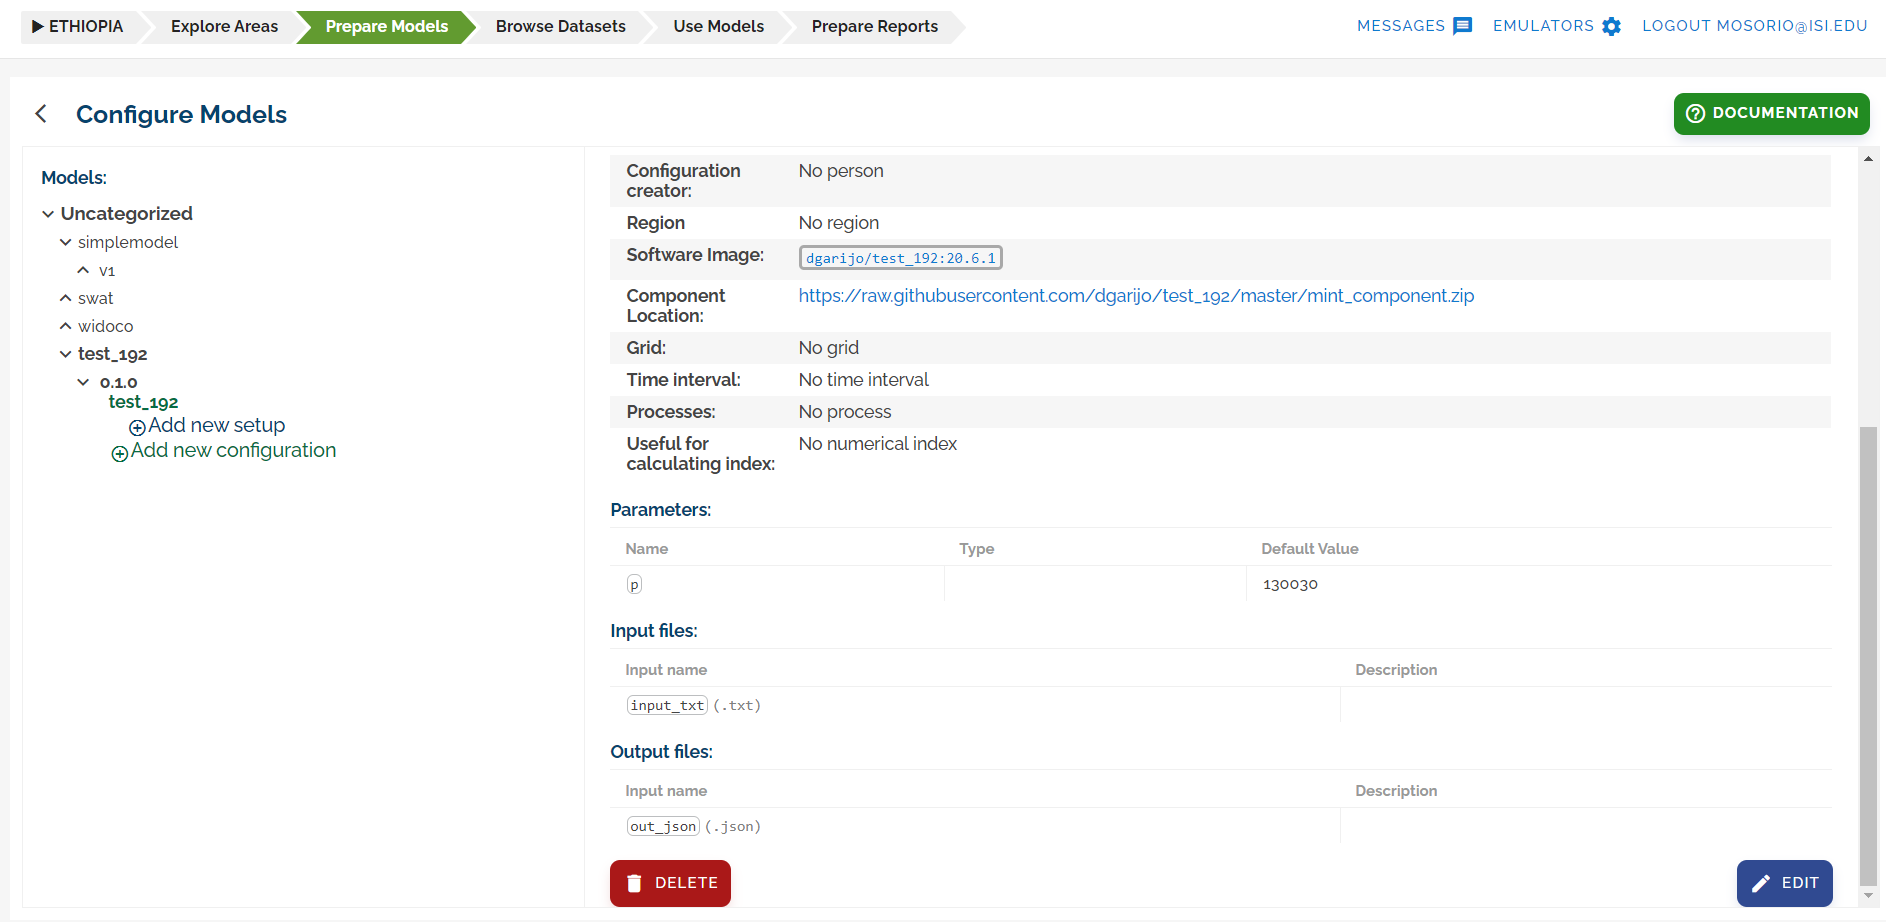 ETHIOPIA
Explore Areas
Prepare Models
Browse Datasets
Use Models
Prepare Reports
MESSAGES
EMULATORS
LOGOUT MOSORIO@ISI.EDU
Configure Models
DOCUMENTATION
Models:
Uncategorized
simplemodel
v1
swat
widoco
test_192
0.1.0
test_192
Add new setup
Add new configuration
Configuration
creator:
No person
Region
No region
Software Image:
dgarijo/test_192:20.6.1
Component
Location:
https://raw.githubusercontent.com/dgarijo/test_192/master/mint_component.zip
Grid:
No grid
Time interval:
No time interval
Processes:
No process
Useful for
calculating index:
No numerical index
Parameters:
Name Type Default Value
p 130030
Input files:
Input name Description
input_txt (.txt)
Output files:
Input name Description
out_json (.json)
DELETE
EDIT